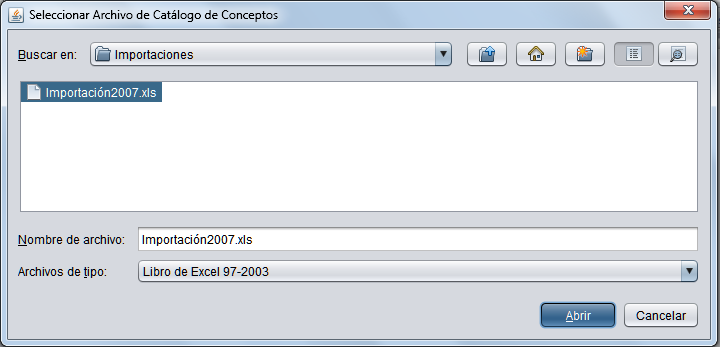 Seleccionar Archivo de Catálogo de Conceptos
Buscar en: Importaciones
Importación2007.xls
Nombre de archivo: Importación2007.xls
Archivos de tipo: Libro de Excel 97-2003
Abrir Cancelar